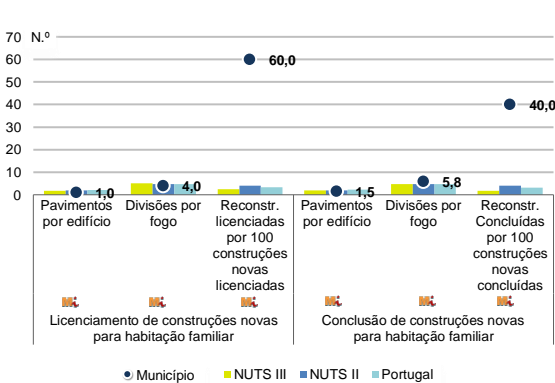 70 N.º
60
50
40
30
20
10
0
60,0
40,0
1,0
4,0
1,5
5,8
Pavimentos por edifício
Divisões por fogo
Reconstr. licenciadas por 100 construções novas licenciadas
Pavimentos por edifício
Divisões por fogo
Reconstr. Concluídas por 100 construções novas concluídas
Licenciamento de construções novas
para habitação familiar
Conclusão de construções novas
para habitação familiar
Município NUTS III NUTS II Portugal